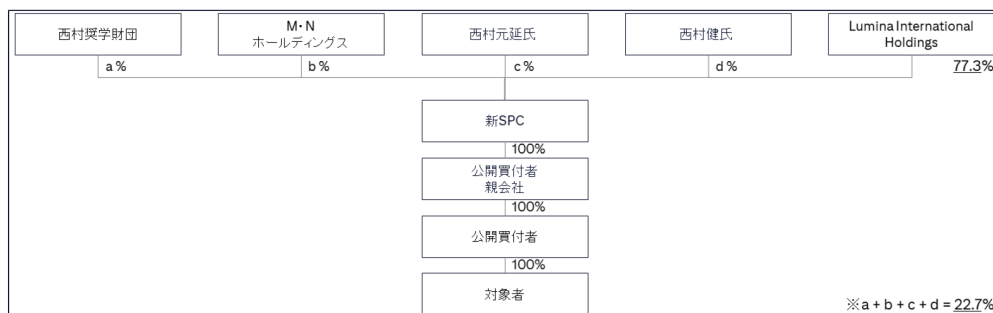 西村奨学財団
M・N
ホールディングス
西村元延氏
西村健氏
Lumina International
Holdings
a %
b %
c %
d %
77.3%
新SPC
100%
公開買付者
親会社
100%
公開買付者
100%
対象者
※a + b + c + d = 22.7%